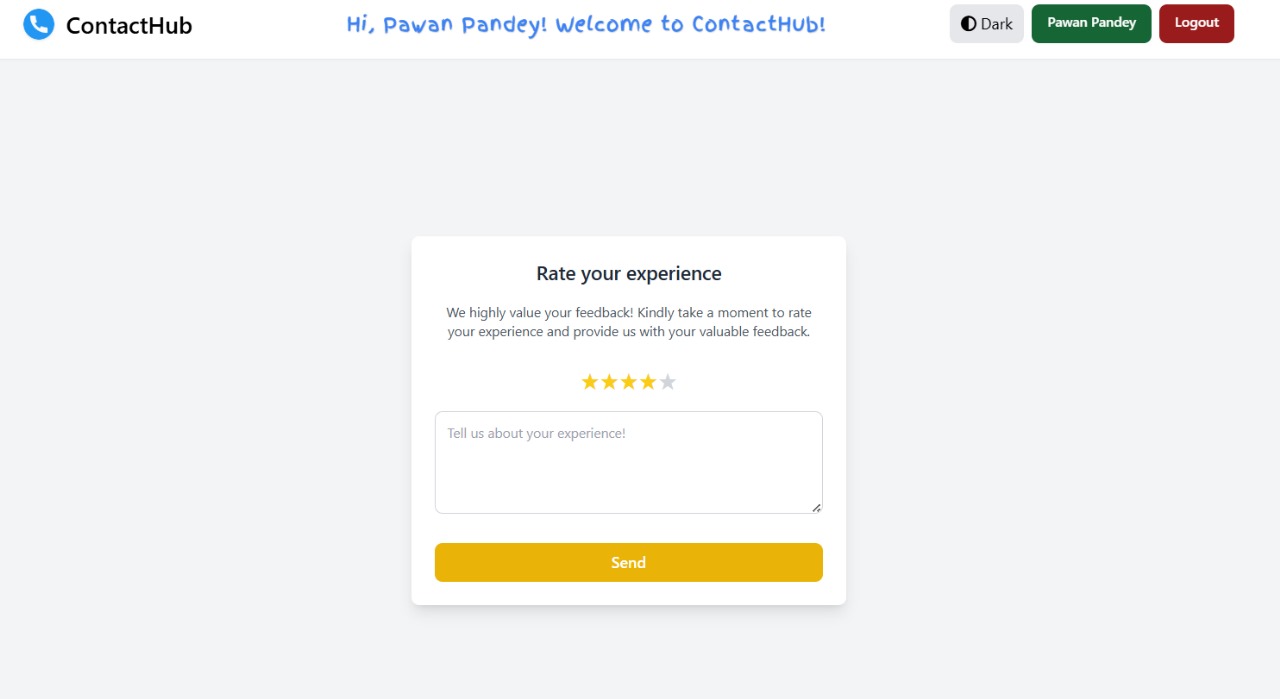 ContactHub
Hi, Pawan Pandey! Welcome to ContactHub!
Dark
Pawan Pandey
Logout
Rate your experience
We highly value your feedback! Kindly take a moment to rate
your experience and provide us with your valuable feedback.
Tell us about your experience!
Send